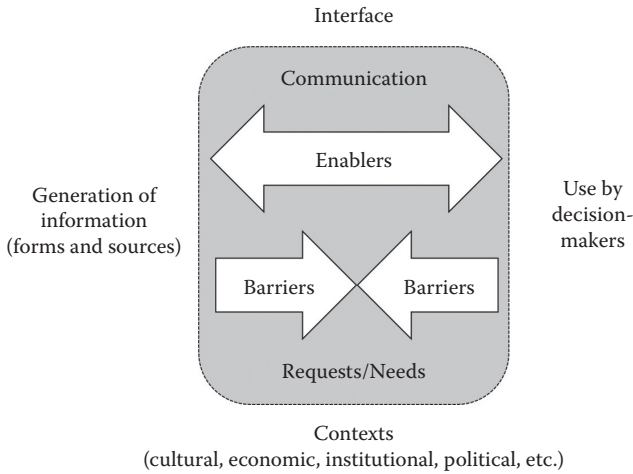 Interface
Communication
Enablers
Generation of
information
(forms and sources)
Use by
decision-
makers
Barriers
Barriers
Requests/Needs
Contexts
(cultural, economic, institutional, political, etc.)